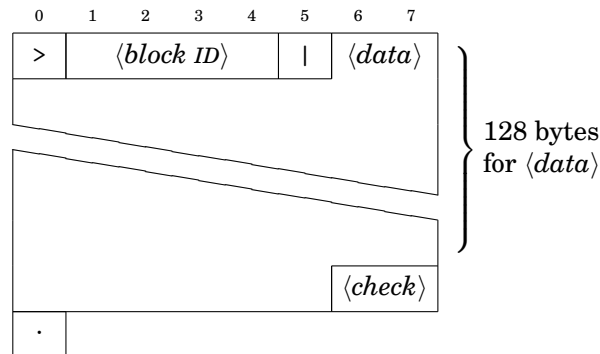 0 1 2 3 4 5 6 7
> ⟨block ID⟩ | ⟨data⟩
128 bytes
for ⟨data⟩
⟨check⟩
.